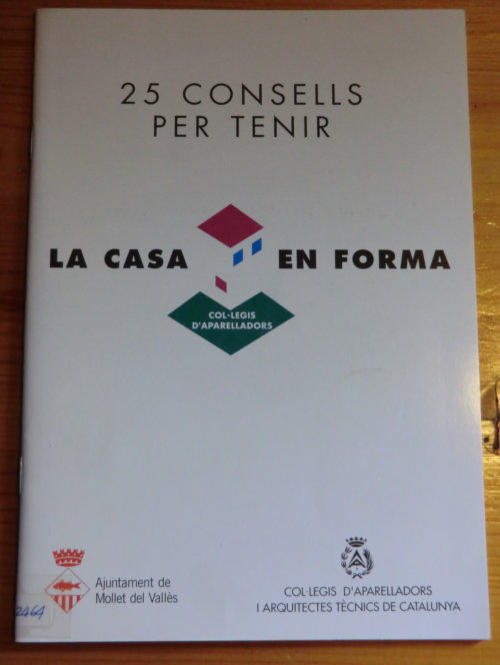 25 CONSELLS
PER TENIR
LA CASA EN FORMA
COL·LEGIS
D'APARELLADORS
Ajuntament de
Mollet del Vallès
2464
COL·LEGIS D'APARELLADORS
I ARQUITECTES TÈCNICS DE CATALUNYA